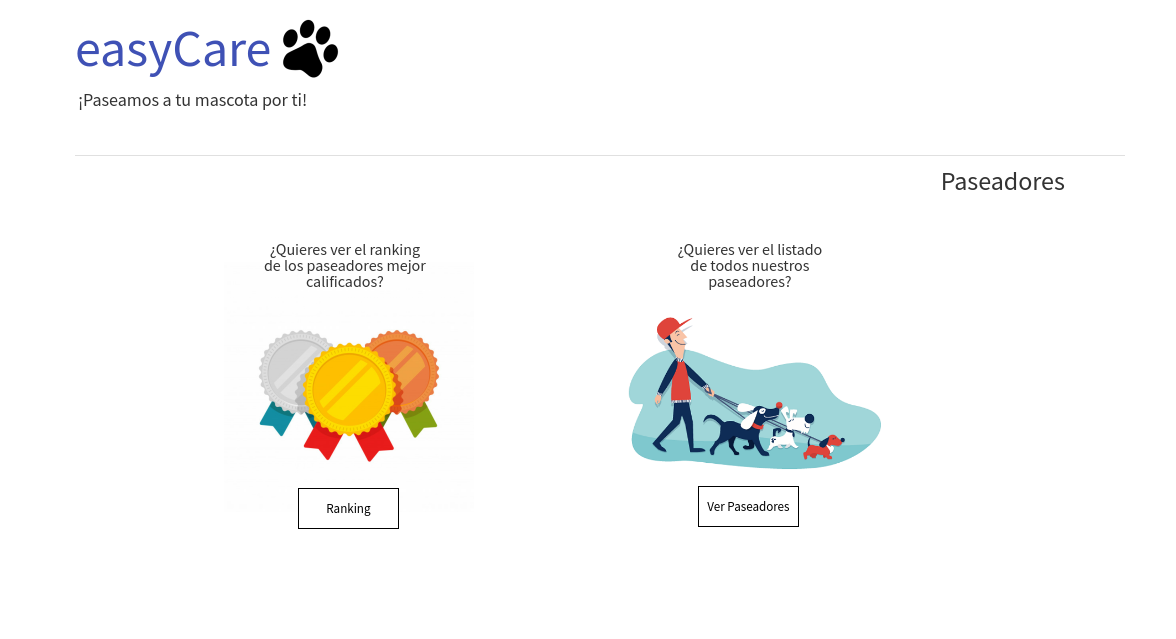 easyCare
¡Paseamos a tu mascota por ti!
Paseadores
¿Quieres ver el ranking
de los paseadores mejor
calificados?
¿Quieres ver el listado
de todos nuestros
paseadores?
Ranking
Ver Paseadores